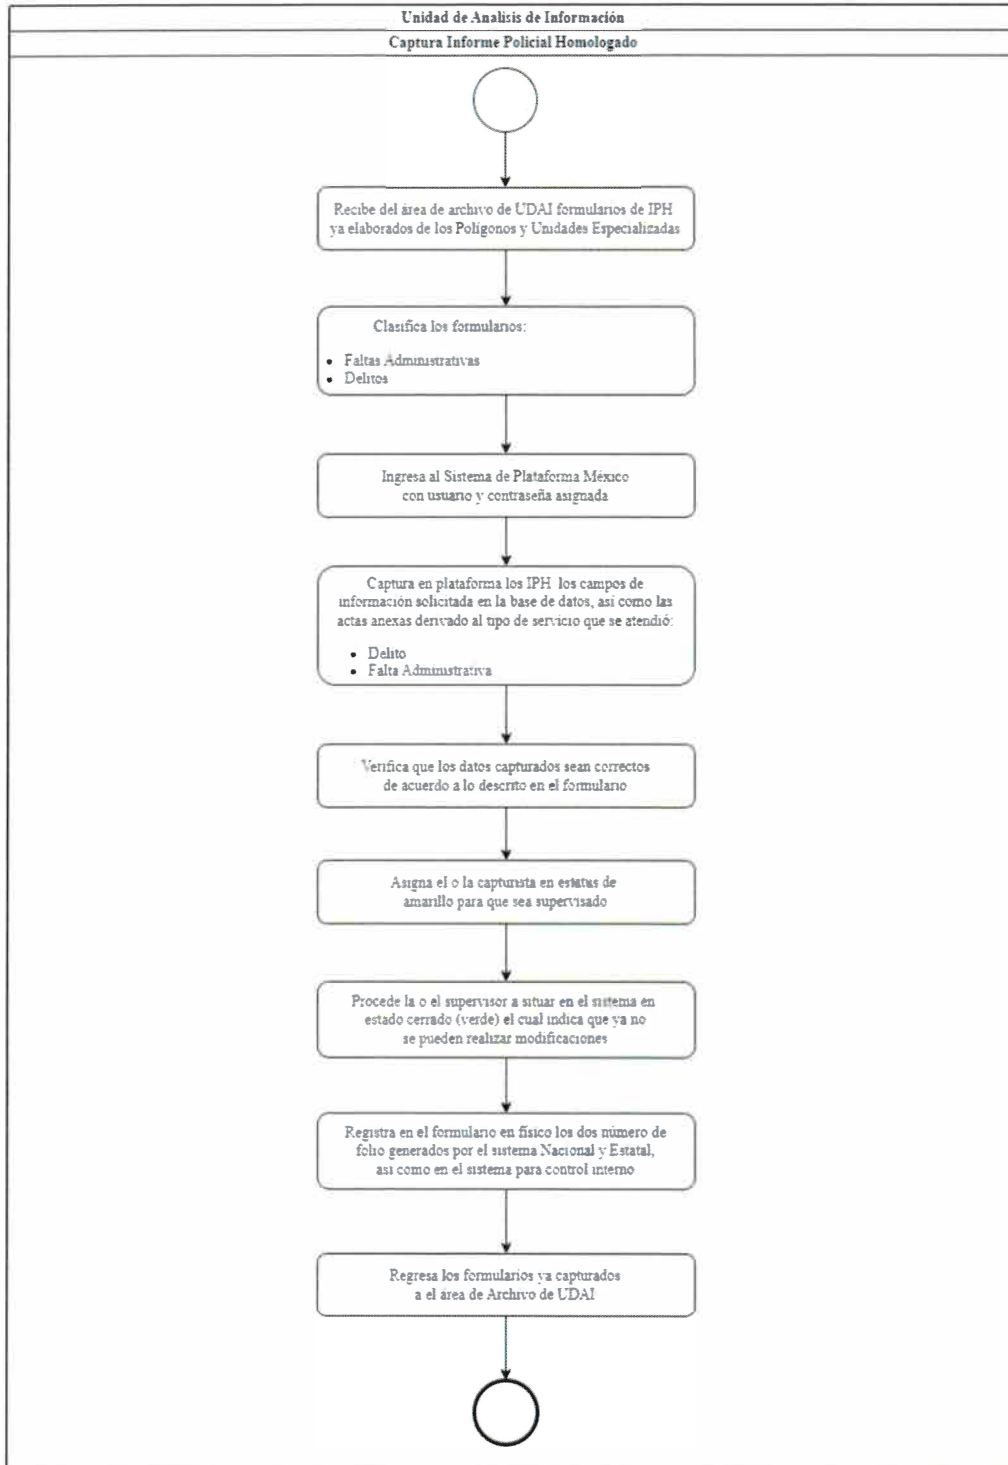 Unidad de Analisis de Información
Captura Informe Policial Homologado
Recibe del área de archivo de UDAI formularios de IPH
ya elaborados de los Polígonos y Unidades Especializadas
Clasifica los formularios:
• Faltas Administrativas
• Delitos
Ingresa al Sistema de Plataforma México
con usuario y contraseña asignada
Captura en plataforma los IPH los campos de
información solicitada en la base de datos, así como las
actas anexas derivado al tipo de servicio que se atendió:
• Delito
• Falta Administrativa
Verifica que los datos capturados sean correctos
de acuerdo a lo descrito en el formulario
Asigna el o la capturista en estatus de
amarillo para que sea supervisado
Procede la o el supervisor a situar en el sistema en
estado cerrado (verde) el cual indica que ya no
se pueden realizar modificaciones
Registra en el formulario en físico los dos número de
folio generados por el sistema Nacional y Estatal,
así como en el sistema para control interno
Regresa los formularios ya capturados
a el área de Archivo de UDAI